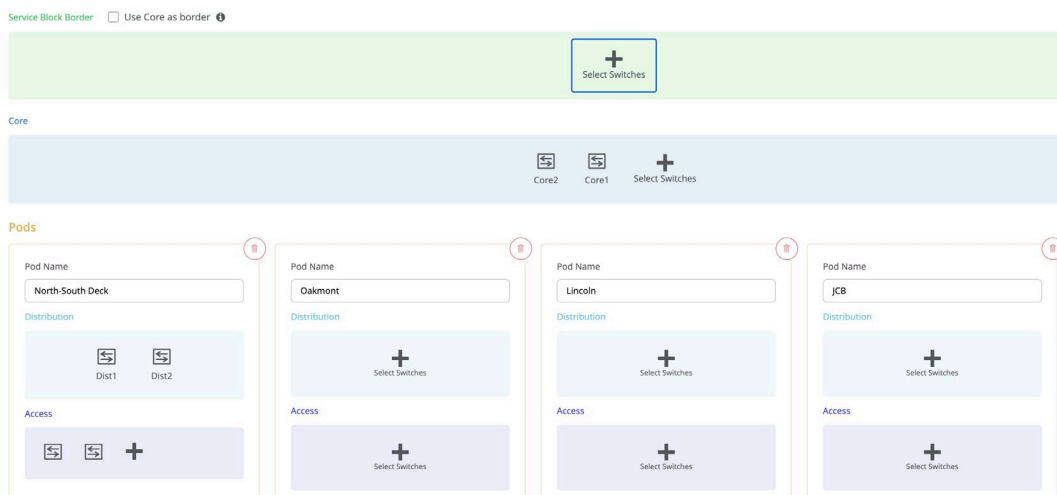 Service Block Border Use Core as border
Select Switches
Core
Core2 Core1 Select Switches
Pods
Pod Name Pod Name Pod Name Pod Name
North-South Deck Oakmont Lincoln JCB
Distribution Distribution Distribution Distribution
Dist1 Dist2 Select Switches Select Switches Select Switches
Access Access Access Access
Select Switches Select Switches Select Switches